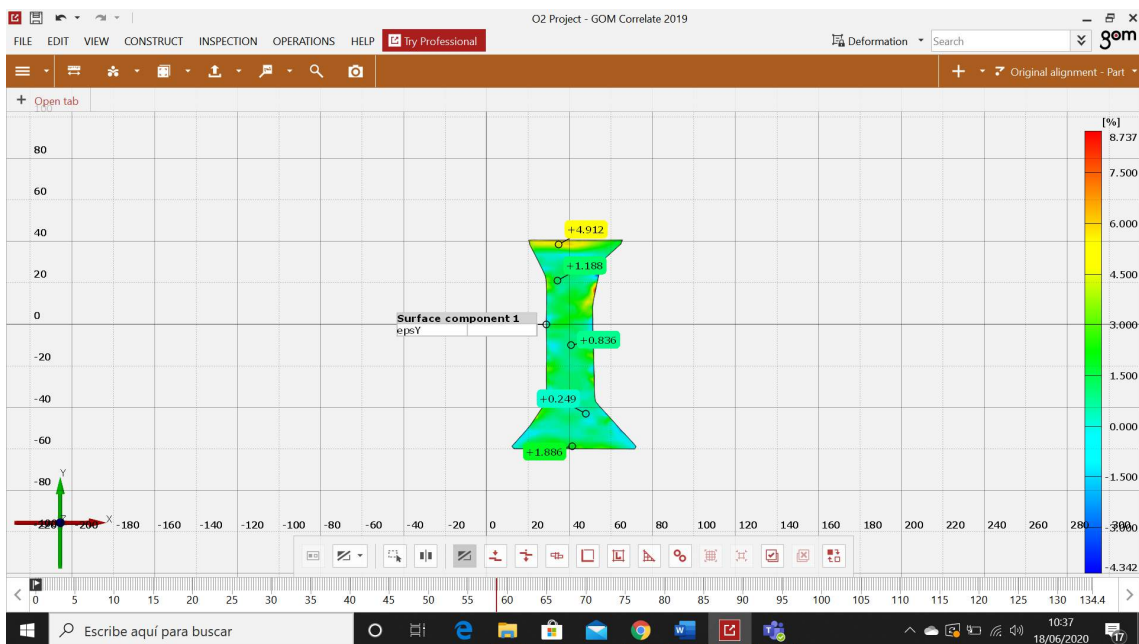 O2 Project - GOM Correlate 2019
FILE EDIT VIEW CONSTRUCT INSPECTION OPERATIONS HELP Try Professional Deformation Search gom
Original alignment - Part
+ Open tab
100
[%]
8.737
80
7.500
60
6.000
+4.912
40
4.500
+1.188
20
Surface component 1
0
3.000
epsY
+0.836
-20
1.500
+0.249
-40
0.000
-60
+1.886
Y
-80
-1.500
X
-180 -160 -140 -120 -100 -80 -60 -40 -20 0 20 40 60 80 100 120 140 160 180 200 220 240 260 280
-3.000
-4.342
0 5 10 15 20 25 30 35 40 45 50 55 60 65 70 75 80 85 90 95 100 105 110 115 120 125 130 134.4
Escribe aquí para buscar
10:37
18/06/2020
17